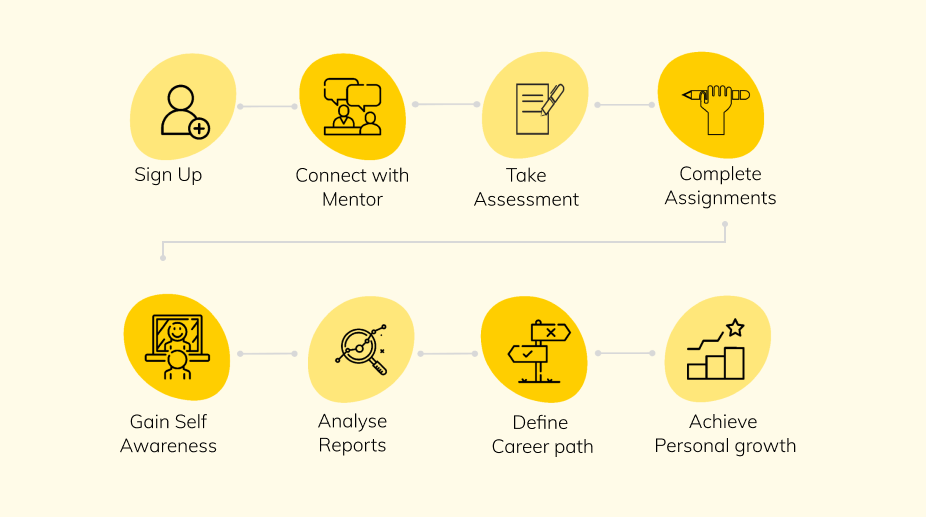 Sign Up
Connect with
Mentor
Take
Assessment
Complete
Assignments
Gain Self
Awareness
Analyse
Reports
Define
Career path
Achieve
Personal growth